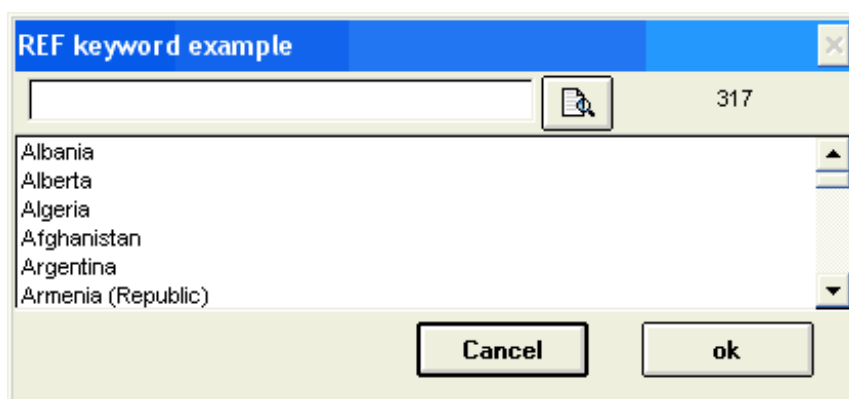 REF keyword example
317
Albania
Alberta
Algeria
Afghanistan
Argentina
Armenia (Republic)
Cancel ok